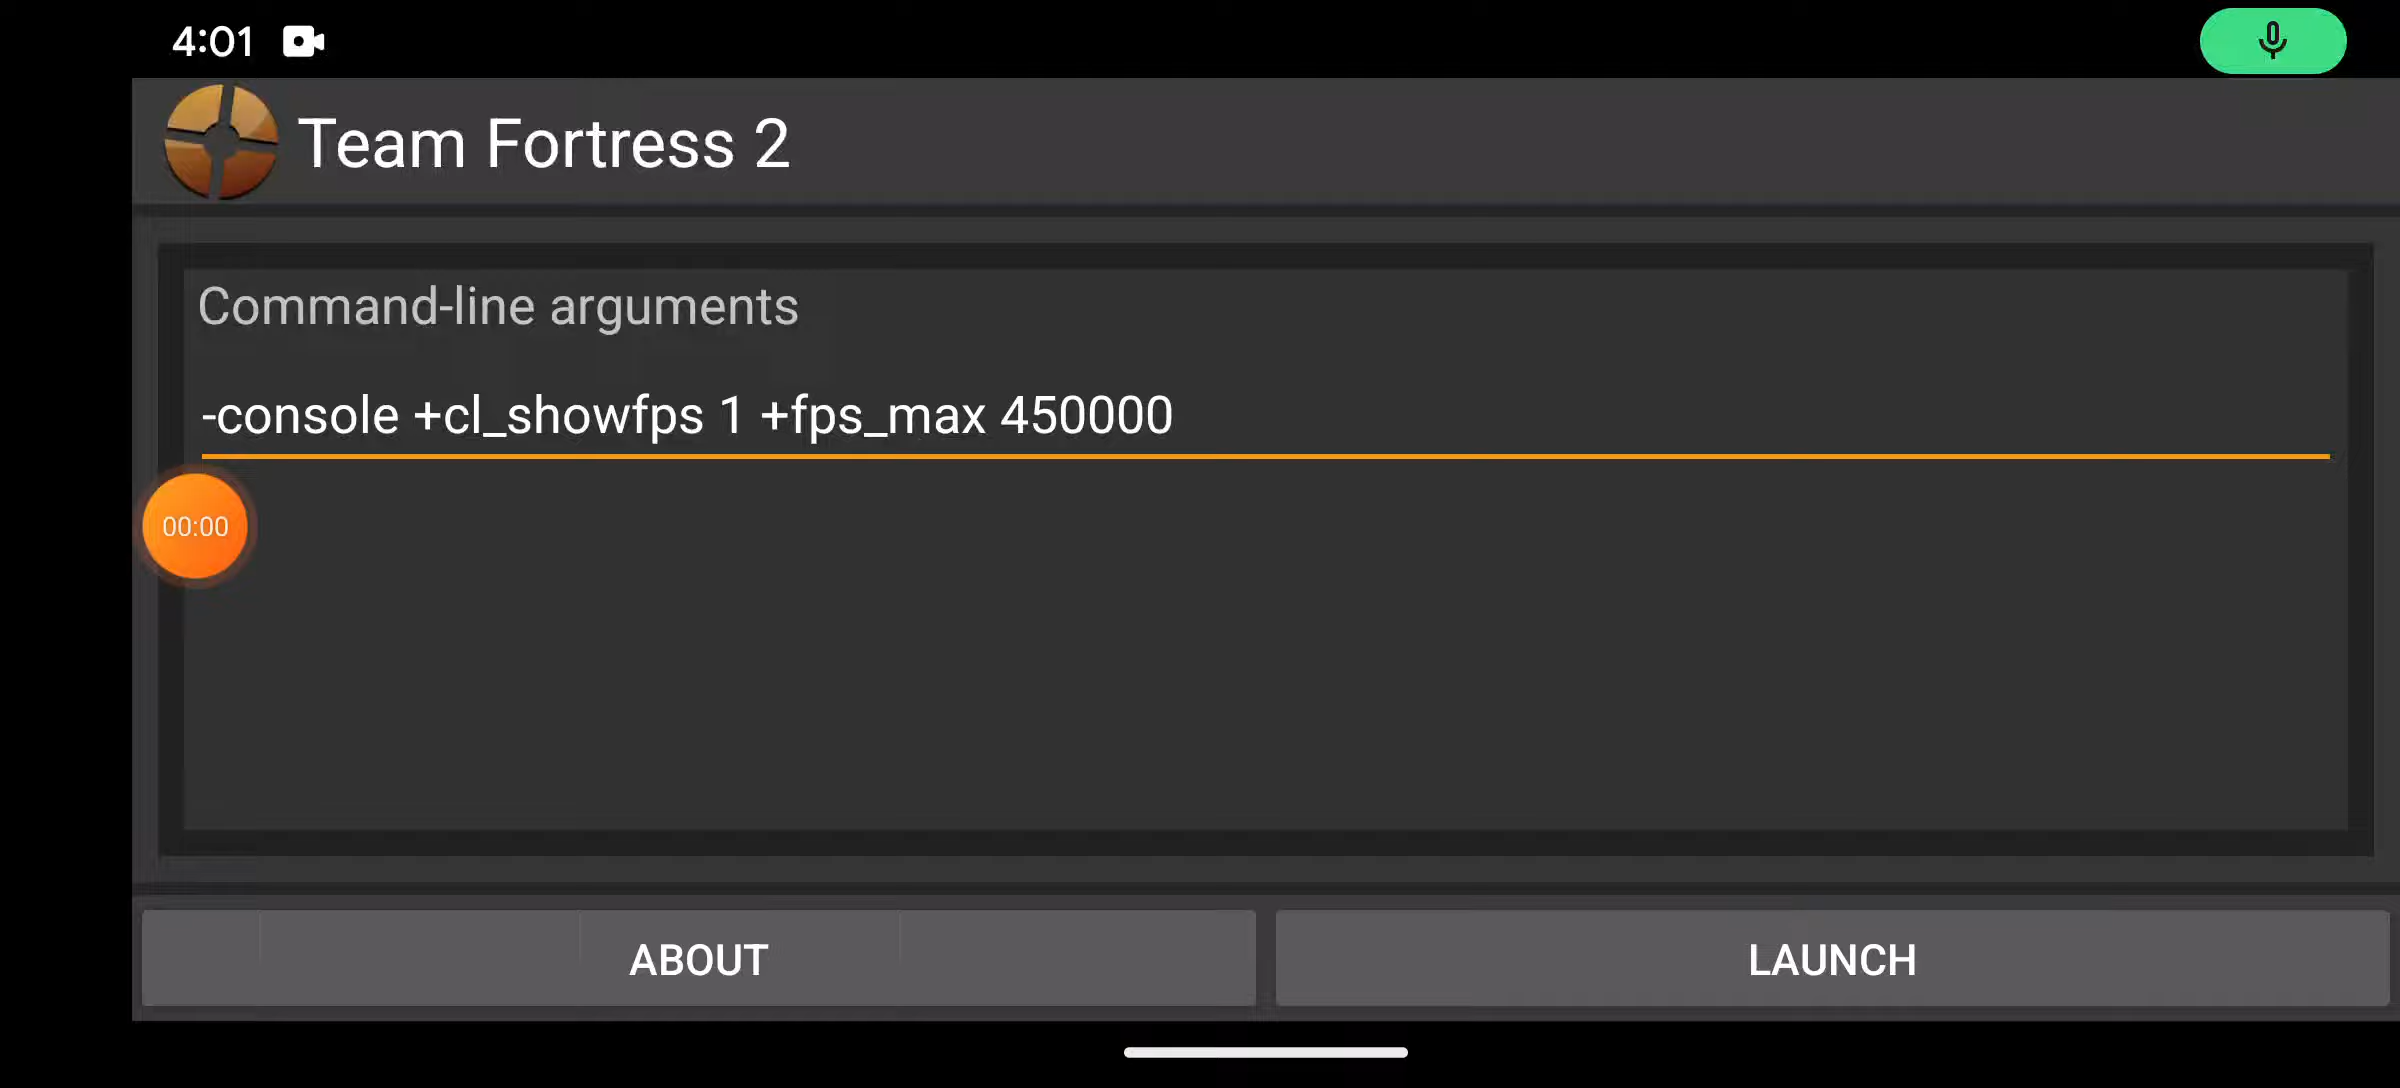 4:01
Team Fortress 2
Command-line arguments
-console +cl_showfps 1 +fps_max 450000
00:00
ABOUT
LAUNCH